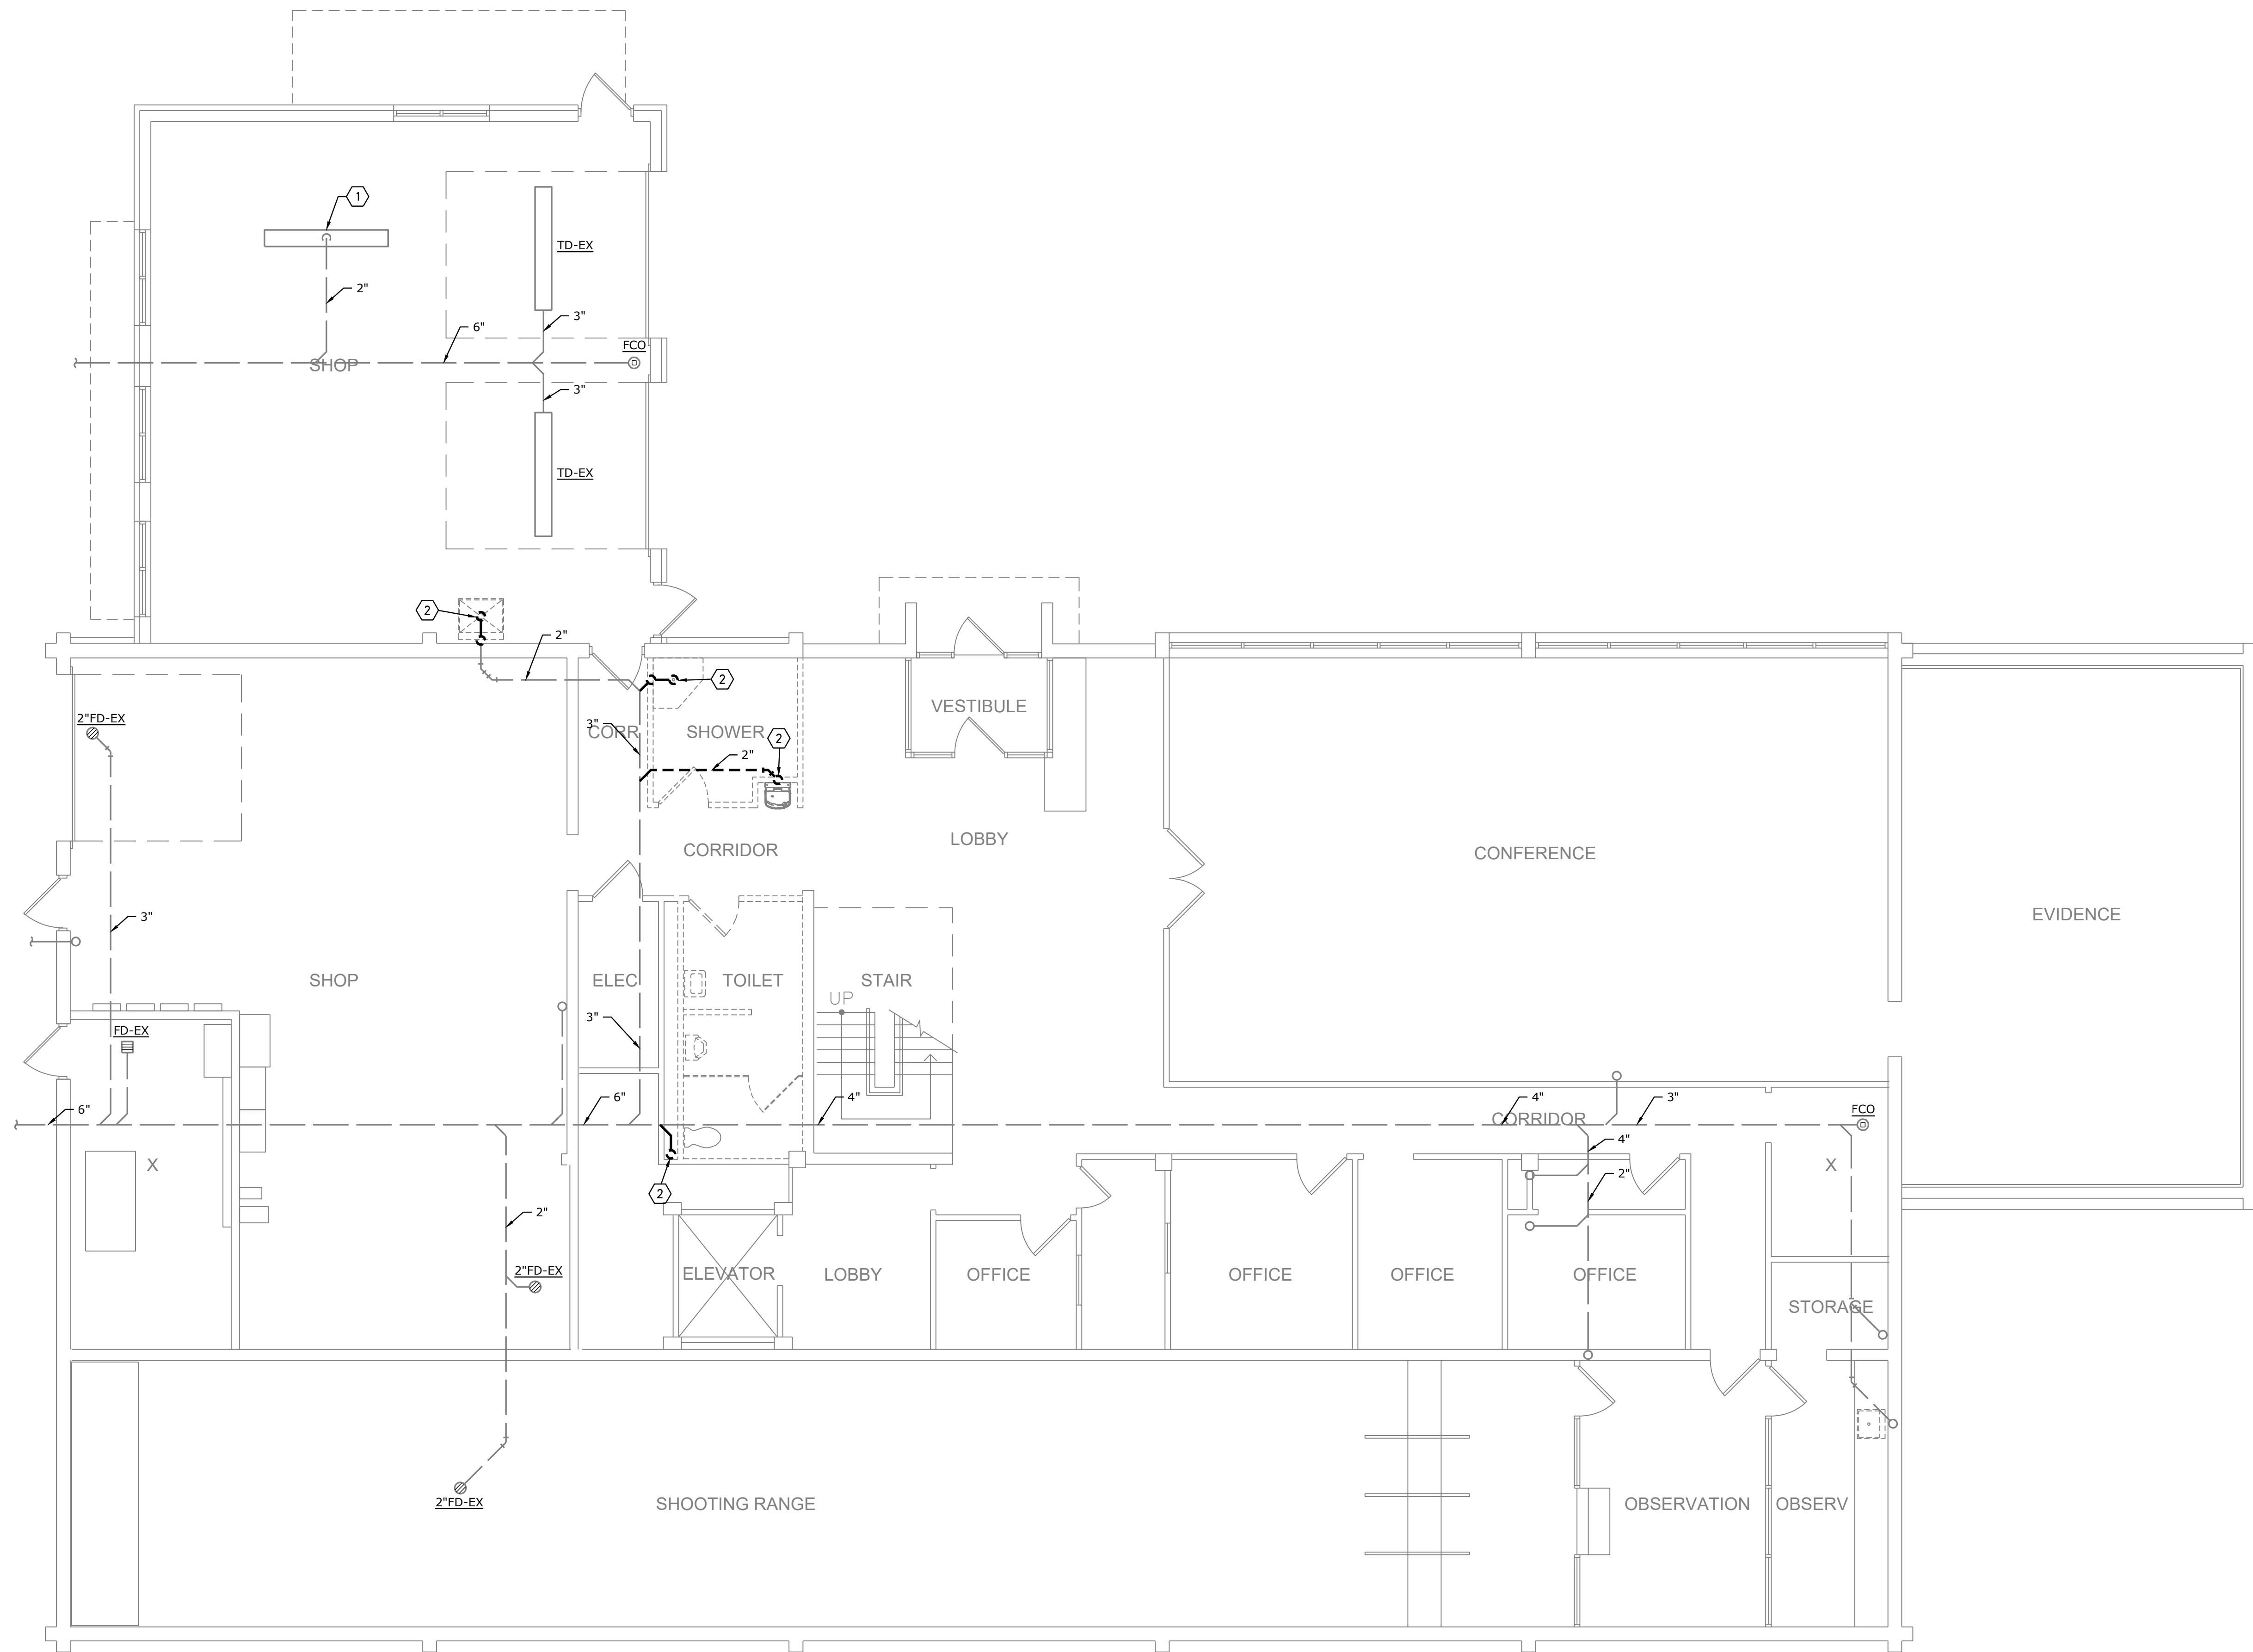 1
TD-EX
2"
3"
6"
FCO
SHOP
3"
TD-EX
2
2"
2
VESTIBULE
2"FD-EX
3"
CORR
SHOWER
2
2"
LOBBY
CORRIDOR
CONFERENCE
EVIDENCE
3"
SHOP
ELEC
TOILET
STAIR
UP
3"
FD-EX
6"
6"
4"
4"
3"
FCO
CORRIDOR
4"
X
X
2"
2
2"
2"FD-EX
ELEVATOR
LOBBY
OFFICE
OFFICE
OFFICE
OFFICE
STORAGE
2"FD-EX
SHOOTING RANGE
OBSERVATION
OBSERV